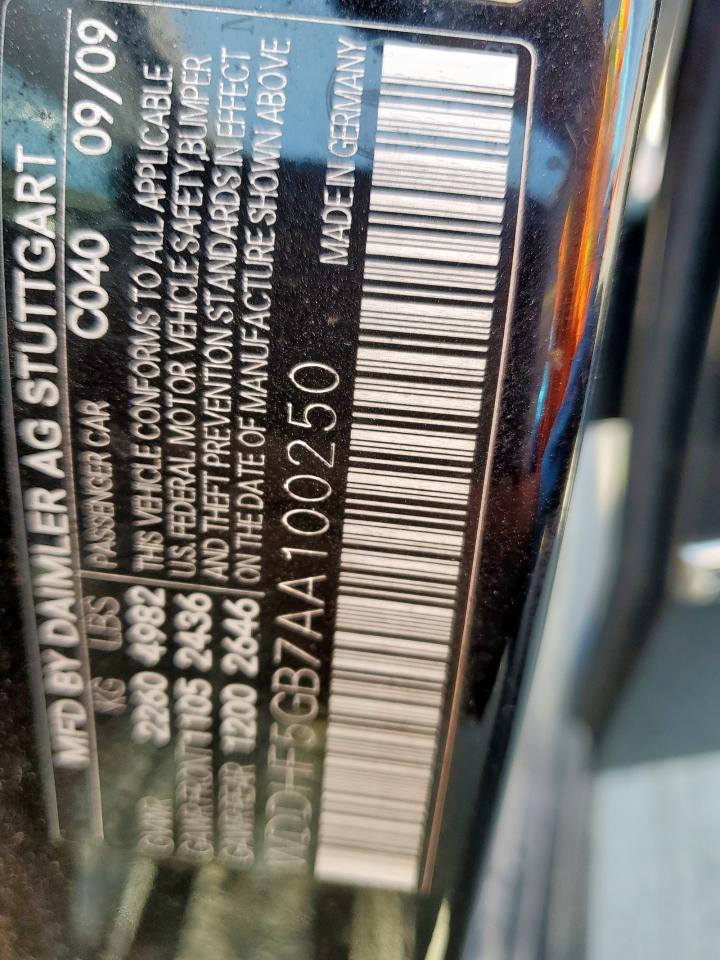 MFD BY DAIMLER AG STUTTGART
KG LBS PASSENGER CAR C040 09/09
GVWR 2260 4982 THIS VEHICLE CONFORMS TO ALL APPLICABLE
GAWR FRONT 1105 2436 U.S. FEDERAL MOTOR VEHICLE SAFETY, BUMPER
AND THEFT PREVENTION STANDARDS IN EFFECT
GAWR REAR 1200 2646 ON THE DATE OF MANUFACTURE SHOWN ABOVE
WDDHF5GB7AA100250 MADE IN GERMANY